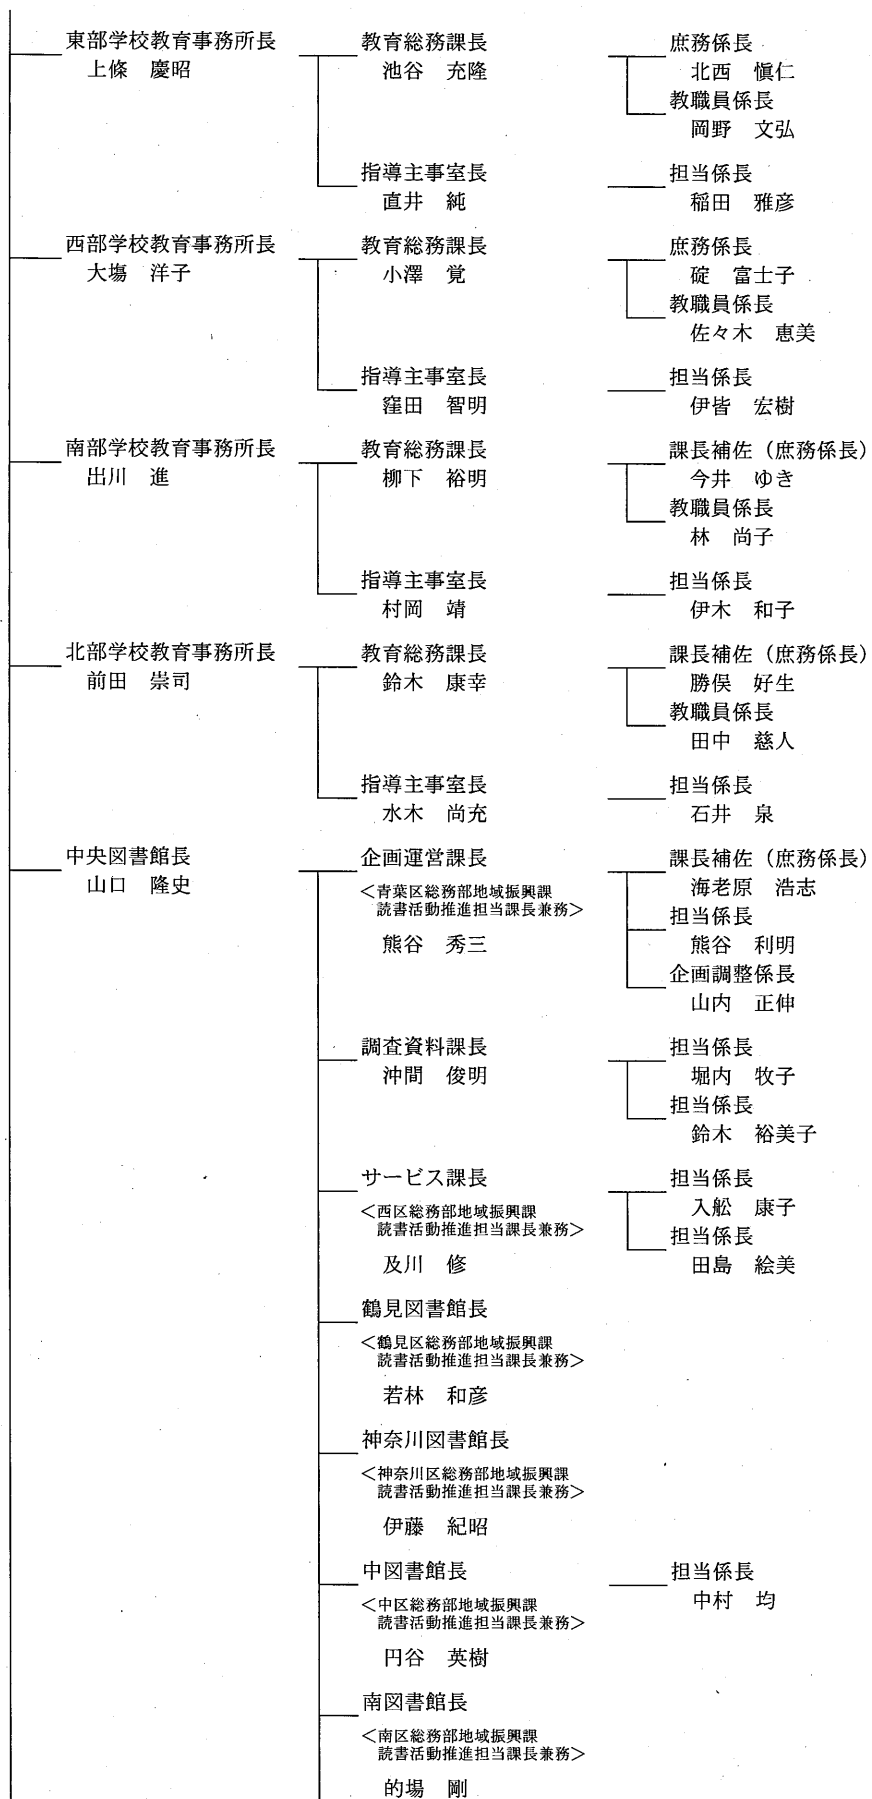 東部学校教育事務所長
上條　慶昭
教育総務課長
池谷　充隆
庶務係長
北西　愼仁
教職員係長
岡野　文弘
指導主事室長
直井　純
担当係長
稲田　雅彦
西部学校教育事務所長
大塲　洋子
教育総務課長
小澤　覚
庶務係長
碇　富士子
教職員係長
佐々木　恵美
指導主事室長
窪田　智明
担当係長
伊皆　宏樹
南部学校教育事務所長
出川　進
教育総務課長
柳下　裕明
課長補佐（庶務係長）
今井　ゆき
教職員係長
林　尚子
指導主事室長
村岡　靖
担当係長
伊木　和子
北部学校教育事務所長
前田　崇司
教育総務課長
鈴木　康幸
課長補佐（庶務係長）
勝俣　好生
教職員係長
田中　慈人
指導主事室長
水木　尚充
担当係長
石井　泉
中央図書館長
山口　隆史
企画運営課長
＜青葉区総務部地域振興課
読書活動推進担当課長兼務＞
熊谷　秀三
課長補佐（庶務係長）
海老原　浩志
担当係長
熊谷　利明
企画調整係長
山内　正伸
調査資料課長
沖間　俊明
担当係長
堀内　牧子
担当係長
鈴木　裕美子
サービス課長
＜西区総務部地域振興課
読書活動推進担当課長兼務＞
及川　修
担当係長
入舩　康子
担当係長
田島　絵美
鶴見図書館長
＜鶴見区総務部地域振興課
読書活動推進担当課長兼務＞
若林　和彦
神奈川図書館長
＜神奈川区総務部地域振興課
読書活動推進担当課長兼務＞
伊藤　紀昭
中図書館長
＜中区総務部地域振興課
読書活動推進担当課長兼務＞
円谷　英樹
担当係長
中村　均
南図書館長
＜南区総務部地域振興課
読書活動推進担当課長兼務＞
的場　剛